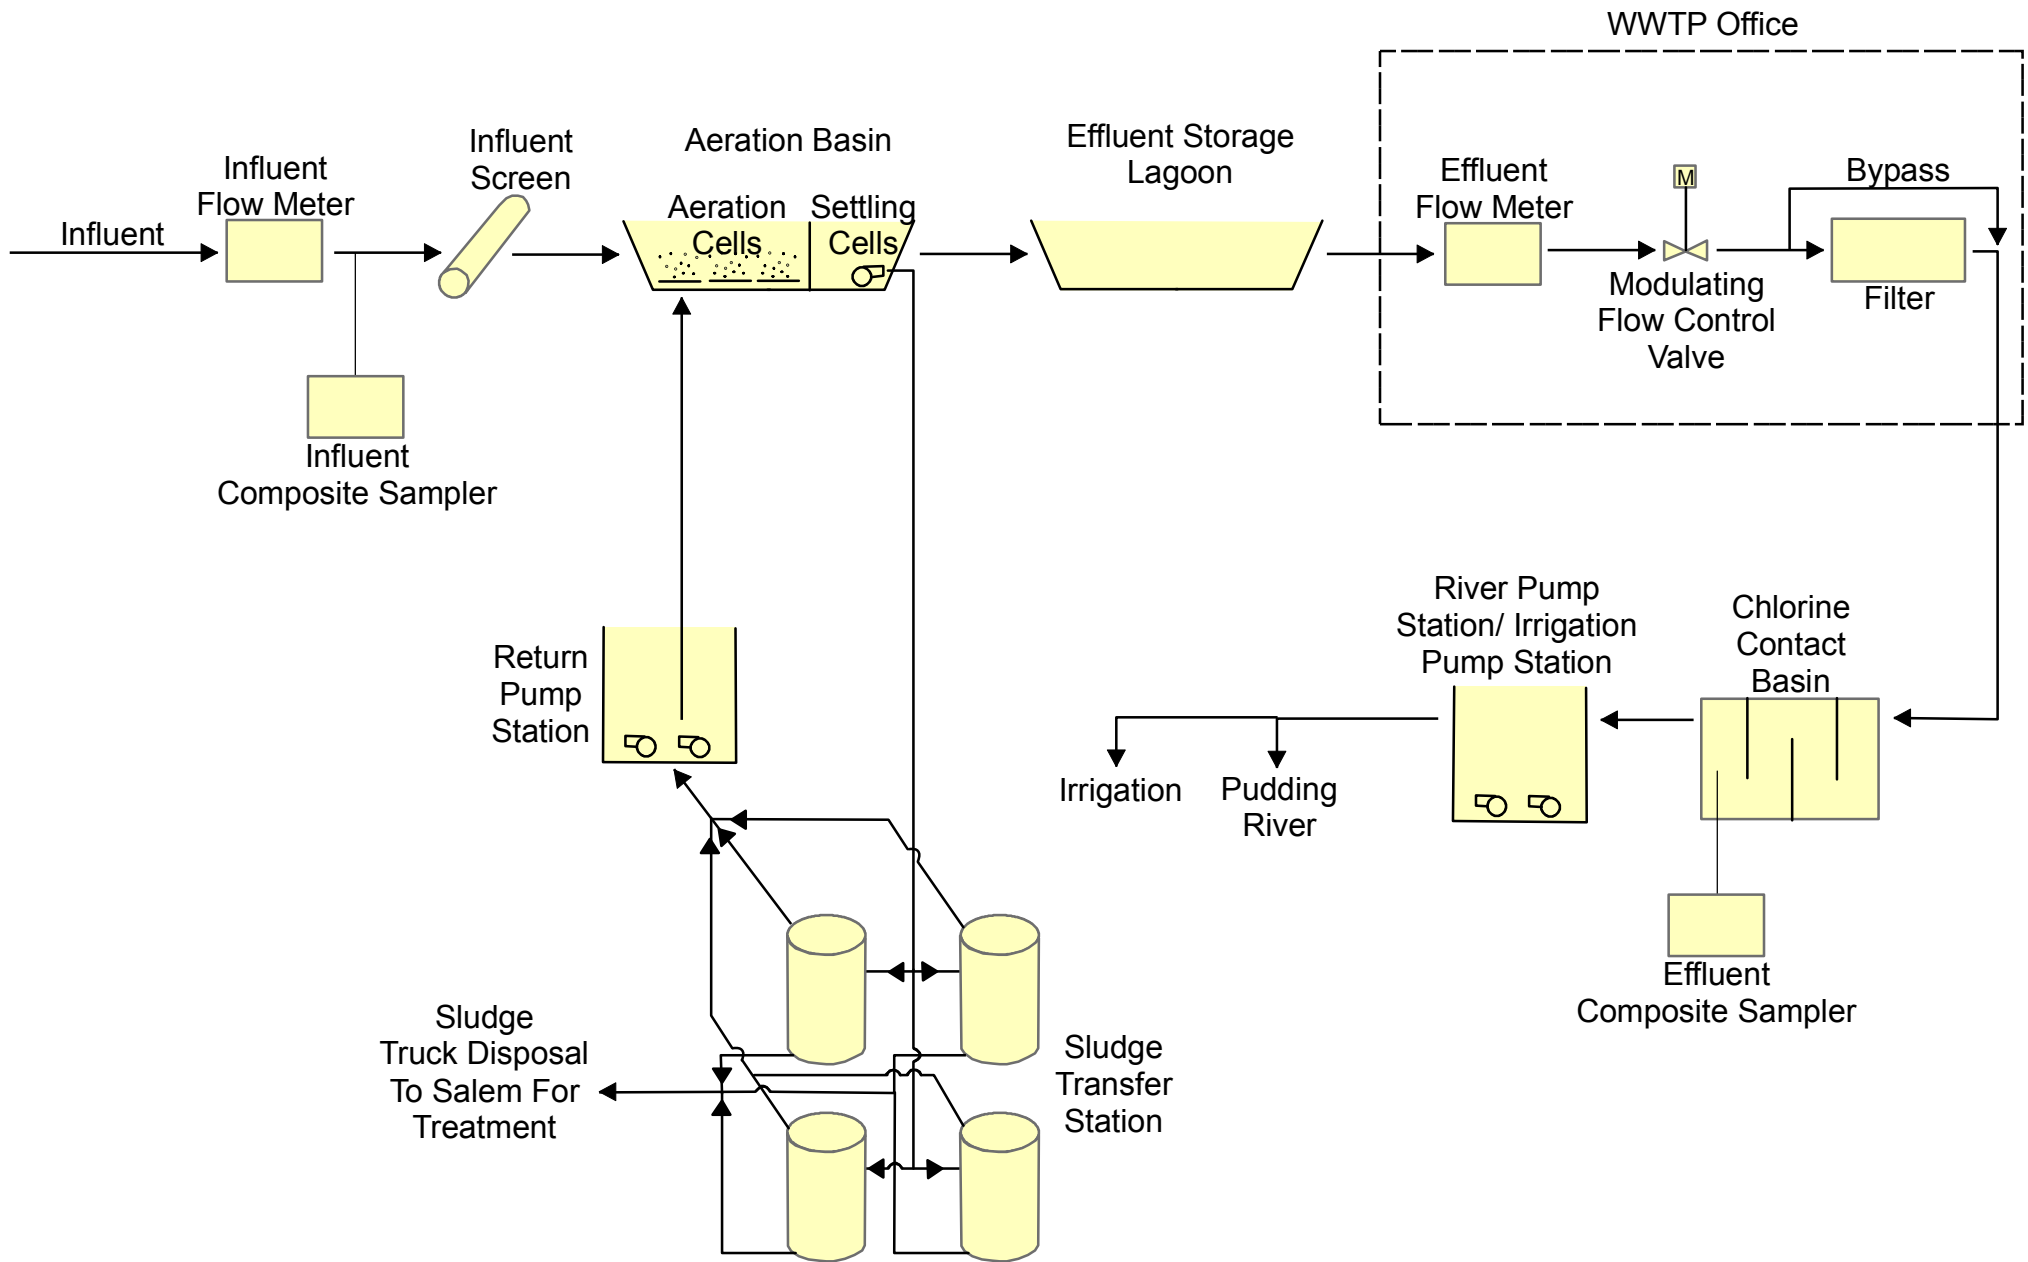 WWTP Office
Influent
Influent
Flow Meter
Influent
Screen
Aeration Basin
Aeration
Cells
Settling
Cells
Effluent Storage
Lagoon
Effluent
Flow Meter
M
Modulating
Flow Control
Valve
Bypass
Filter
Influent
Composite Sampler
Return
Pump
Station
River Pump
Station/ Irrigation
Pump Station
Chlorine
Contact
Basin
Irrigation
Pudding
River
Effluent
Composite Sampler
Sludge
Truck Disposal
To Salem For
Treatment
Sludge
Transfer
Station